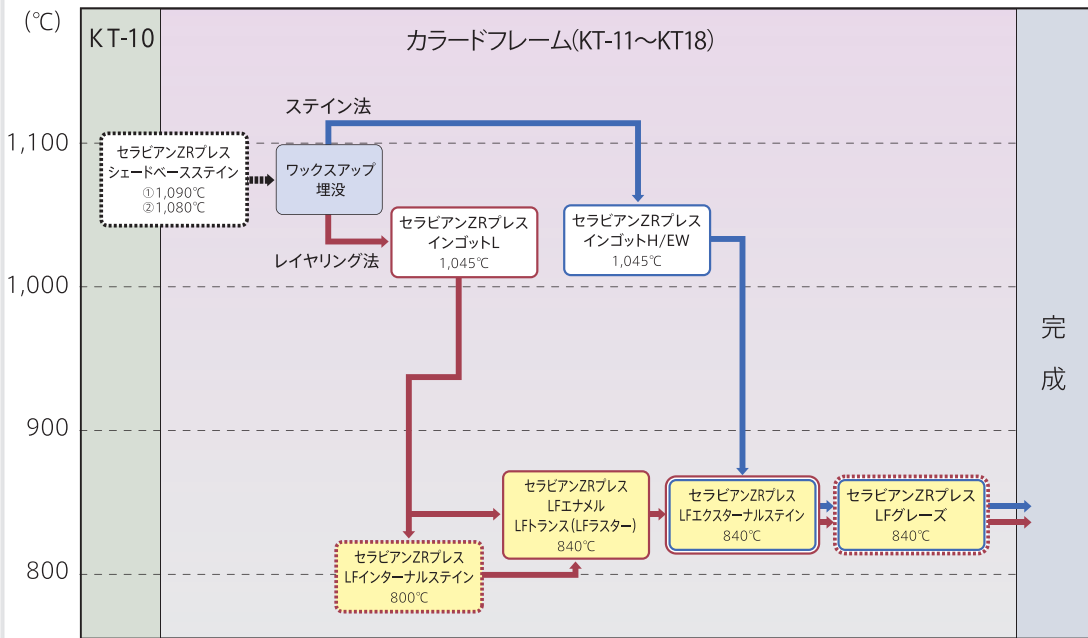 (℃)
KT-10
カラードフレーム(KT-11〜KT18)
ステイン法
1,100
セラビアンZRプレス
シェードベースステイン
①1,090℃
②1,080℃
ワックスアップ
埋没
セラビアンZRプレス
インゴットL
1,045℃
セラビアンZRプレス
インゴットH/EW
1,045℃
レイヤリング法
1,000
完成
900
セラビアンZRプレス
LFエナメル
LFトランス(LFラスター)
840℃
セラビアンZRプレス
LFエクスターナルステイン
840℃
セラビアンZRプレス
LFグレーズ
840℃
800
セラビアンZRプレス
LFインターナルステイン
800℃